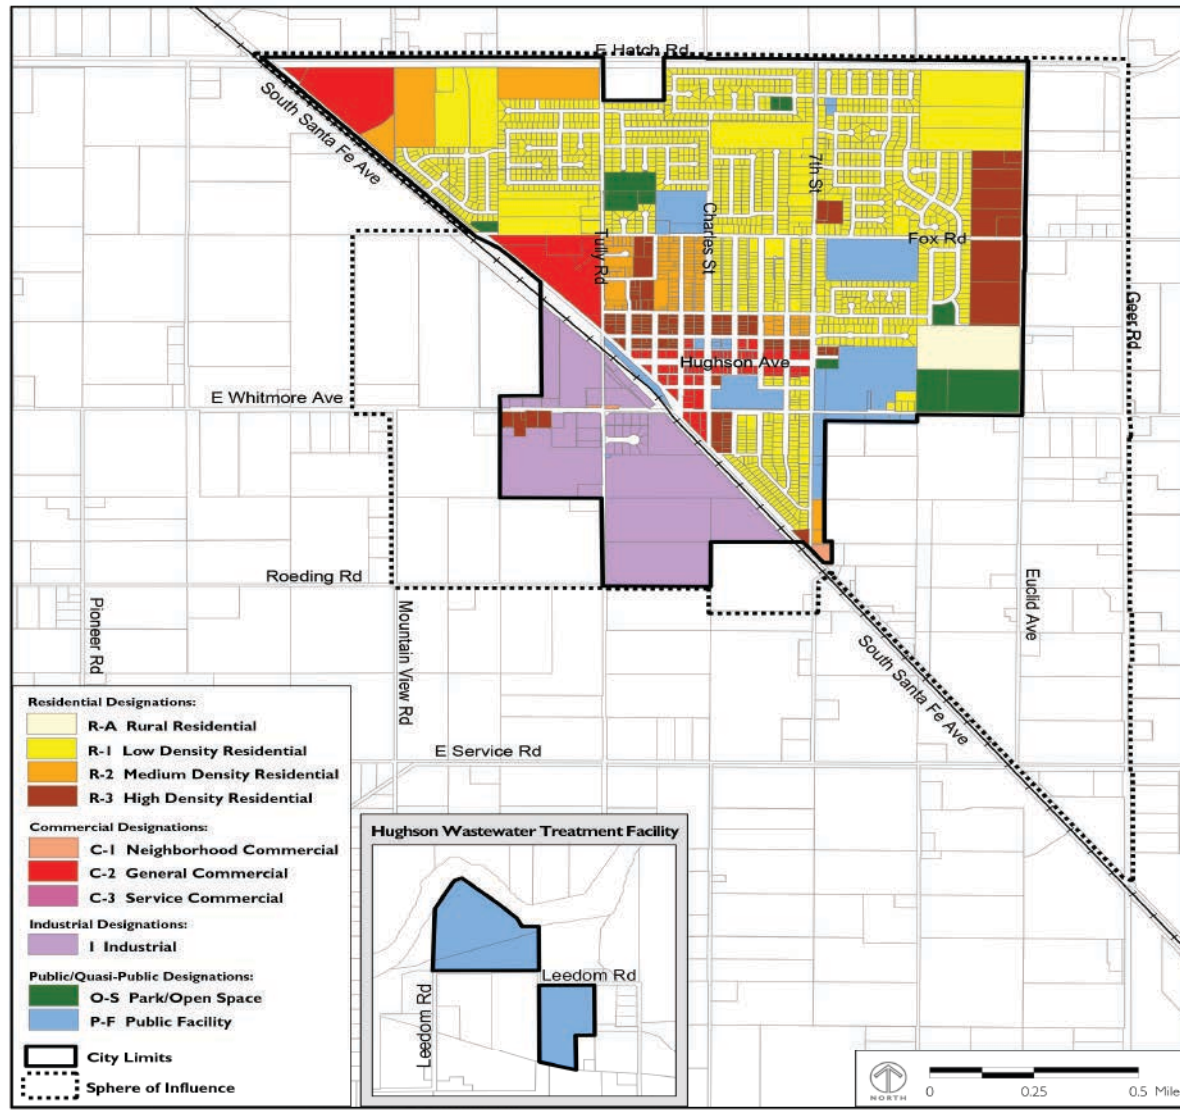 E Hatch Rd
South Santa Fe Ave
7th St
Charles St
Tully Rd
Fox Rd
Geer Rd
Hughson Ave
E Whitmore Ave
Roeding Rd
Pioneer Rd
Mountain View Rd
Euclid Ave
South Santa Fe Ave
E Service Rd
Residential Designations:
R-A Rural Residential
R-1 Low Density Residential
R-2 Medium Density Residential
R-3 High Density Residential
Commercial Designations:
C-1 Neighborhood Commercial
C-2 General Commercial
C-3 Service Commercial
Industrial Designations:
I Industrial
Public/Quasi-Public Designations:
O-S Park/Open Space
P-F Public Facility
City Limits
Sphere of Influence
Hughson Wastewater Treatment Facility
Leedom Rd
Leedom Rd
NORTH
0 0.25 0.5 Mile